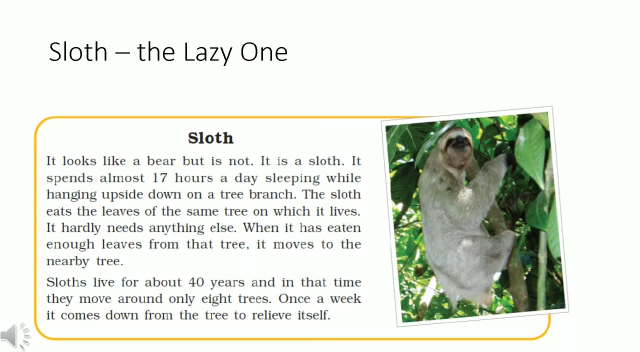 Sloth – the Lazy One
Sloth
It looks like a bear but is not. It is a sloth. It
spends almost 17 hours a day sleeping while
hanging upside down on a tree branch. The sloth
eats the leaves of the same tree on which it lives.
It hardly needs anything else. When it has eaten
enough leaves from that tree, it moves to the
nearby tree.
Sloths live for about 40 years and in that time
they move around only eight trees. Once a week
it comes down from the tree to relieve itself.